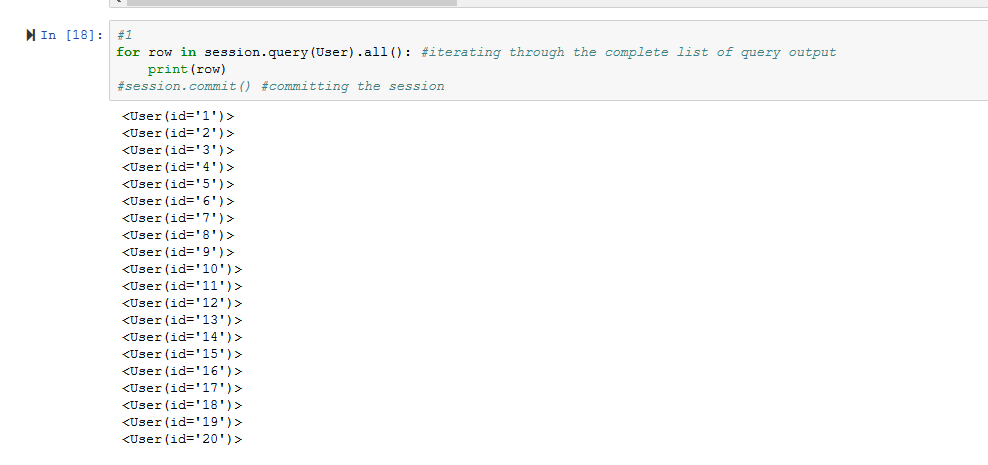 In [18]:
#1
for row in session.query(User).all(): #iterating through the complete list of query output
    print(row)
#session.commit() #committing the session
<User(id='1')>
<User(id='2')>
<User(id='3')>
<User(id='4')>
<User(id='5')>
<User(id='6')>
<User(id='7')>
<User(id='8')>
<User(id='9')>
<User(id='10')>
<User(id='11')>
<User(id='12')>
<User(id='13')>
<User(id='14')>
<User(id='15')>
<User(id='16')>
<User(id='17')>
<User(id='18')>
<User(id='19')>
<User(id='20')>